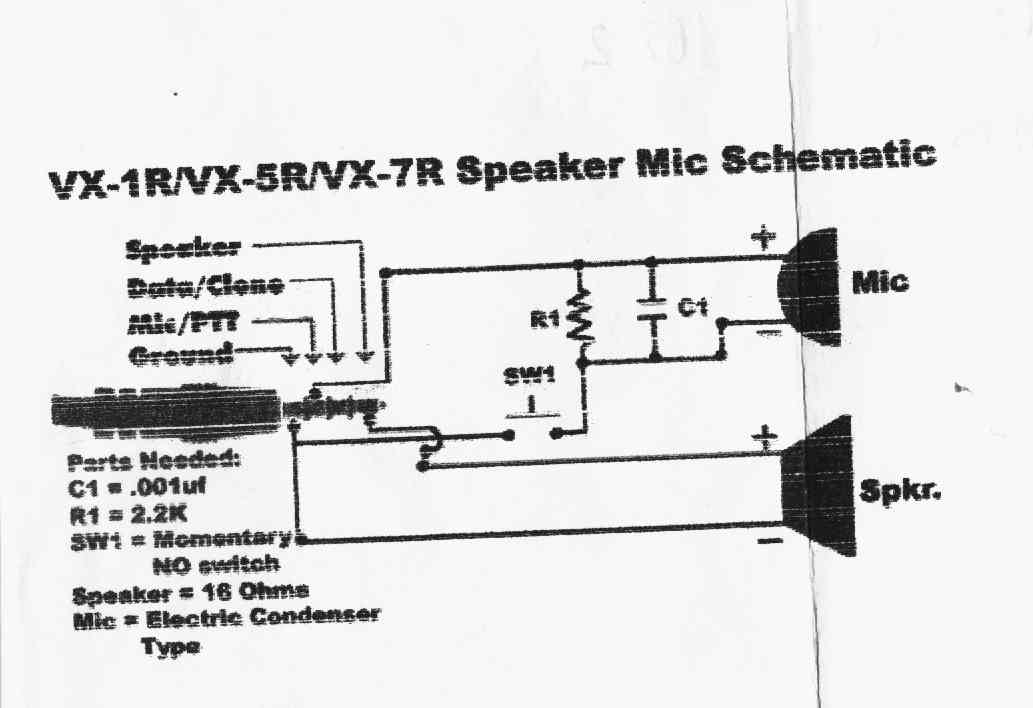 VX-1R/VX-5R/VX-7R Speaker Mic Schematic
Speaker
Data/Clone
Mic/PTT
Ground
+
Mic
R1
C1
−
SW1
+
Spkr.
−
Parts Needed:
C1 = .001uf
R1 = 2.2K
SW1 = Momentary
NO switch
Speaker = 16 Ohms
Mic = Electric Condenser
Type